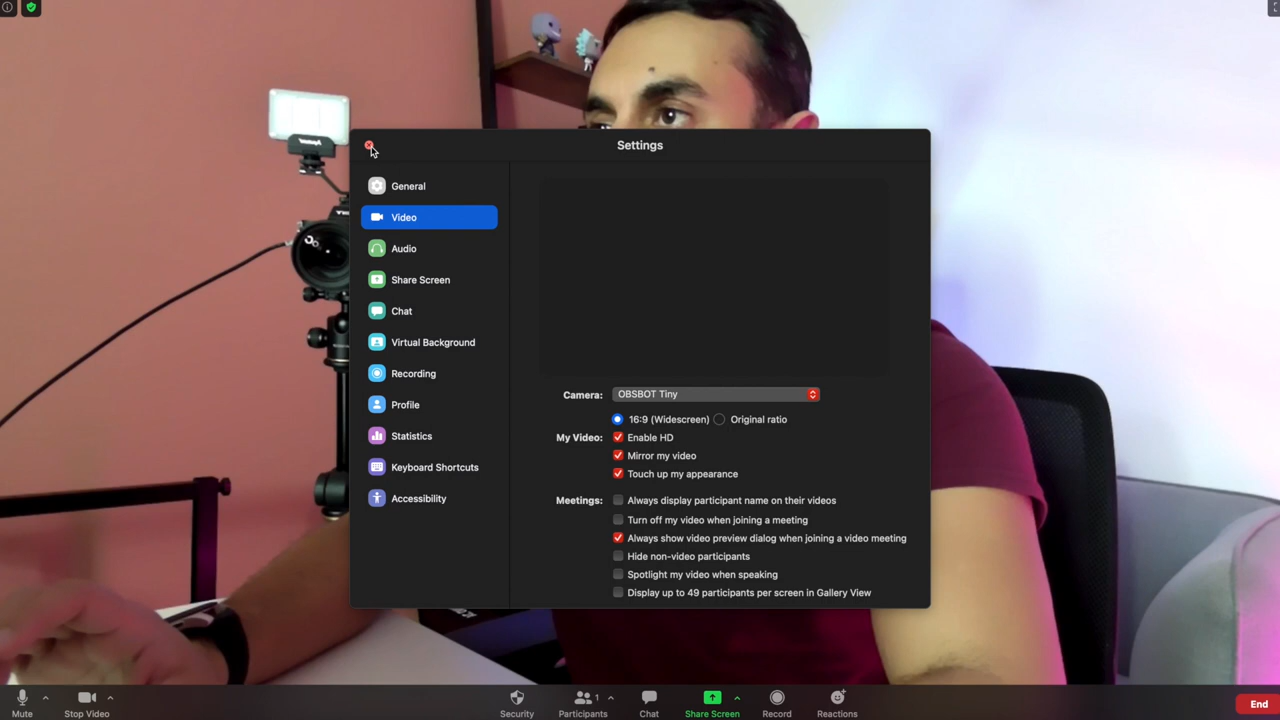 Settings
General
Video
Audio
Share Screen
Chat
Virtual Background
Recording
Profile
Statistics
Keyboard Shortcuts
Accessibility
Camera: OBSBOT Tiny
16:9 (Widescreen) Original ratio
My Video: Enable HD
Mirror my video
Touch up my appearance
Meetings: Always display participant name on their videos
Turn off my video when joining a meeting
Always show video preview dialog when joining a video meeting
Hide non-video participants
Spotlight my video when speaking
Display up to 49 participants per screen in Gallery View
Mute Stop Video Security Participants 1 Chat Share Screen Record Reactions End